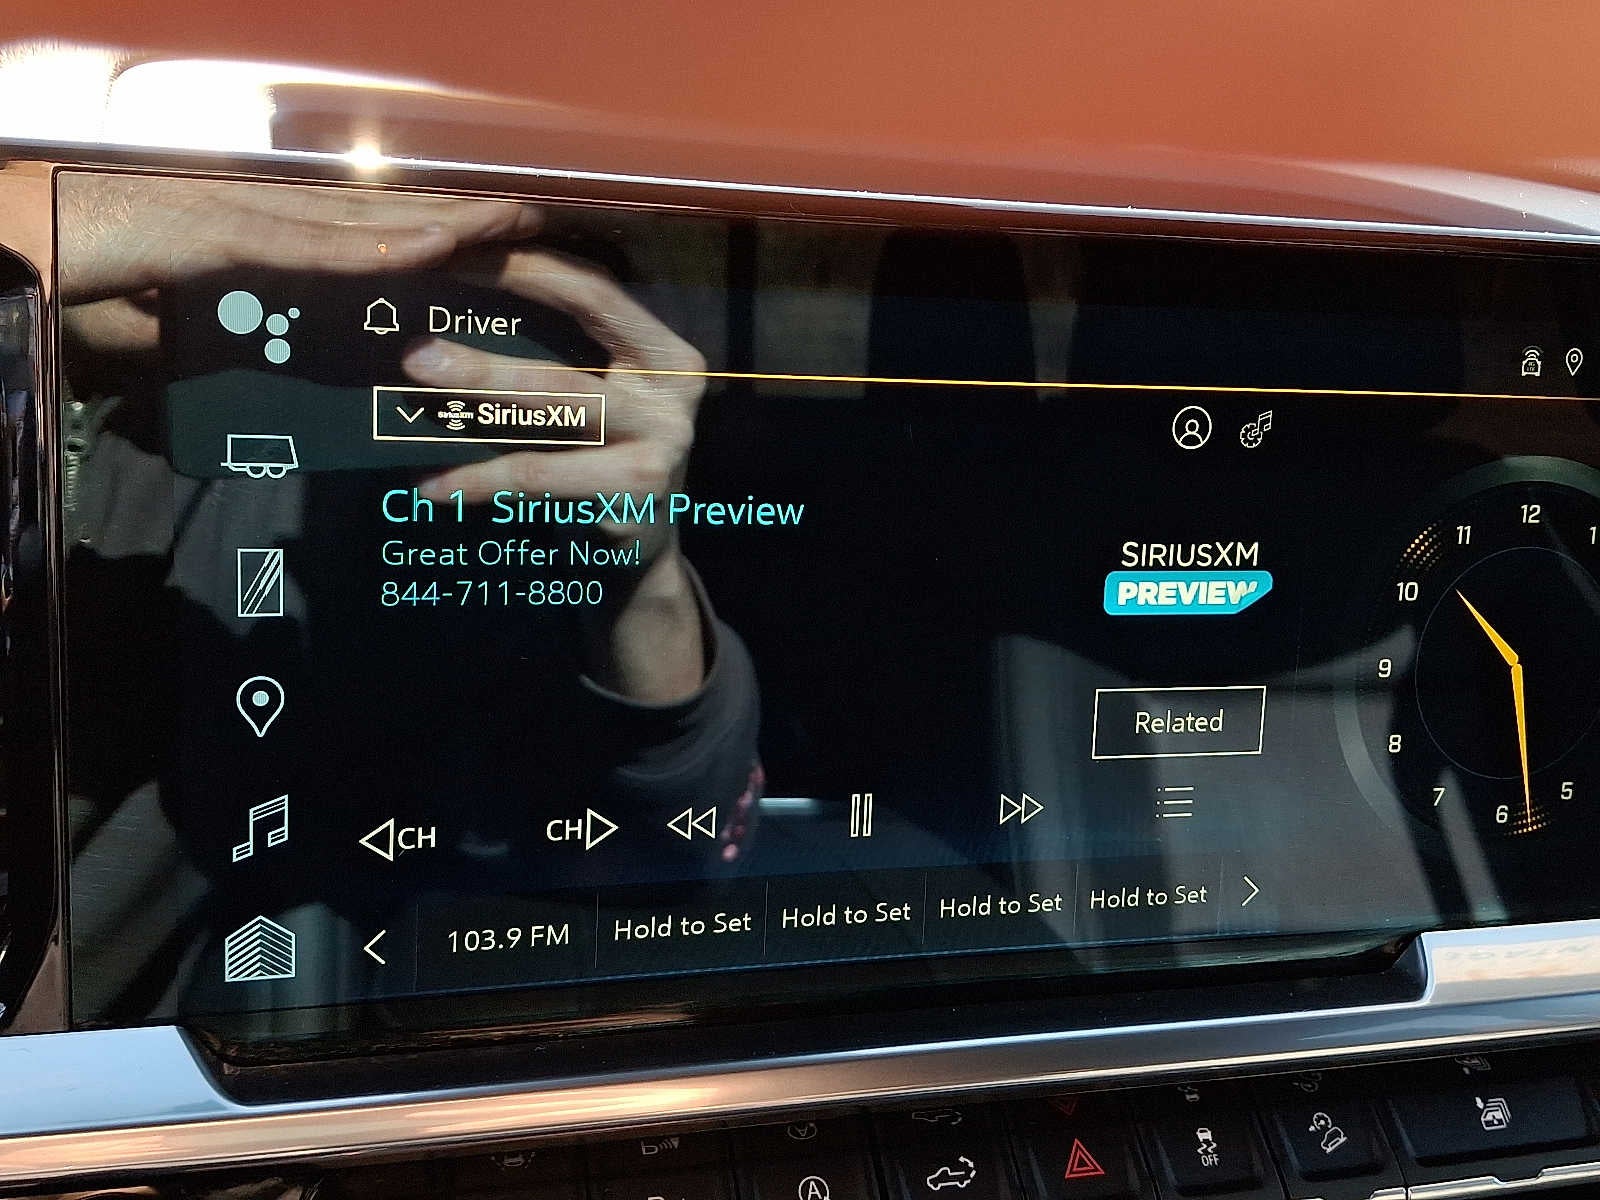 Driver
SiriusXM
Ch 1 SiriusXM Preview
Great Offer Now!
844-711-8800
SIRIUSXM
PREVIEW
Related
11
12
10
9
8
7
6
5
CH
CH
103.9 FM
Hold to Set
Hold to Set
Hold to Set
Hold to Set
OFF
A